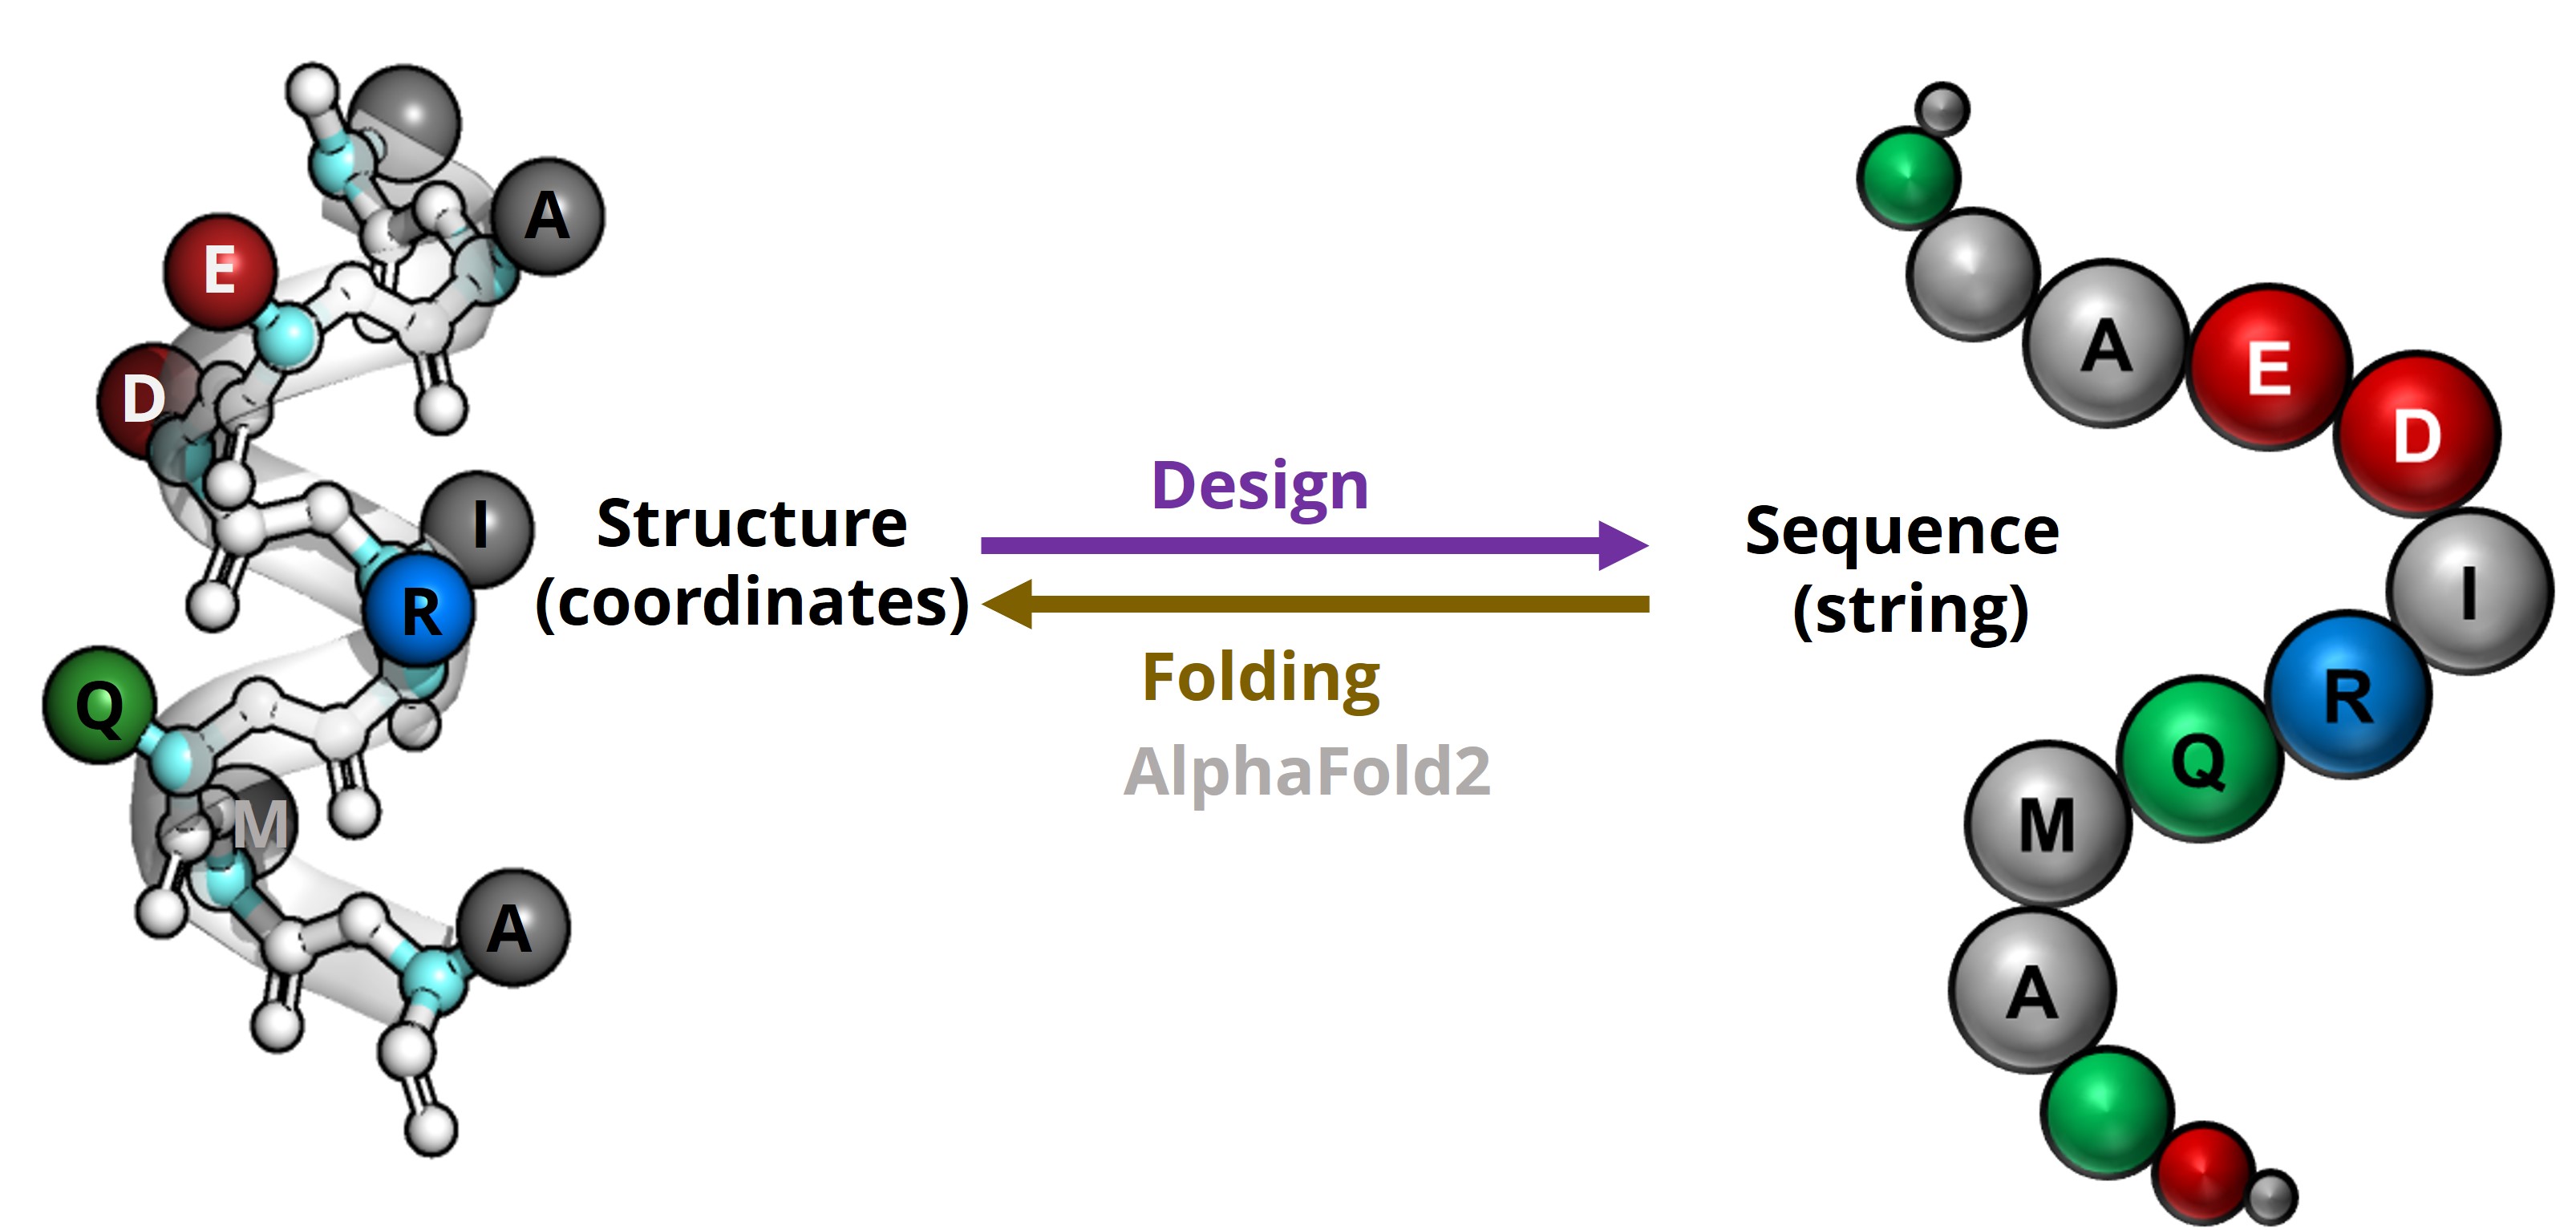 A
E
D
I
R
Q
M
A
Structure
(coordinates)
Design
Folding
AlphaFold2
Sequence
(string)
A
E
D
I
R
Q
M
A